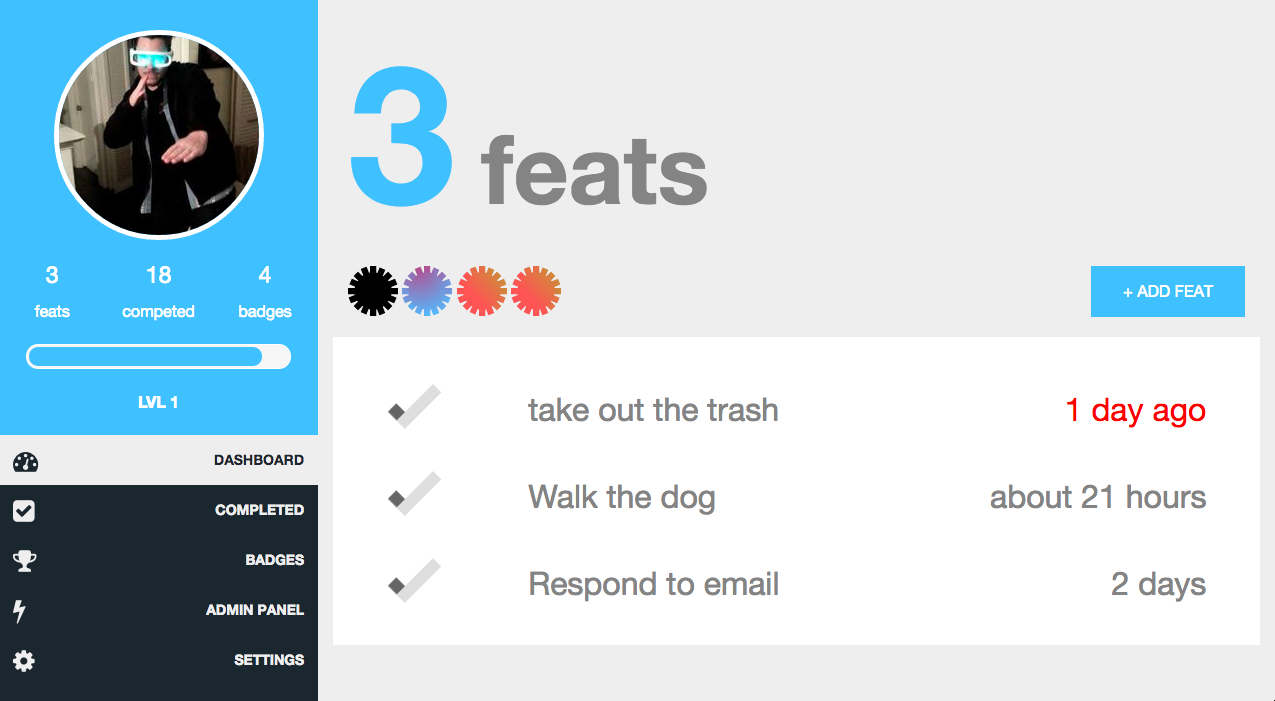 3 feats
3 18 4
feats competed badges
LVL 1
DASHBOARD
COMPLETED
BADGES
ADMIN PANEL
SETTINGS
+ ADD FEAT
take out the trash 1 day ago
Walk the dog about 21 hours
Respond to email 2 days